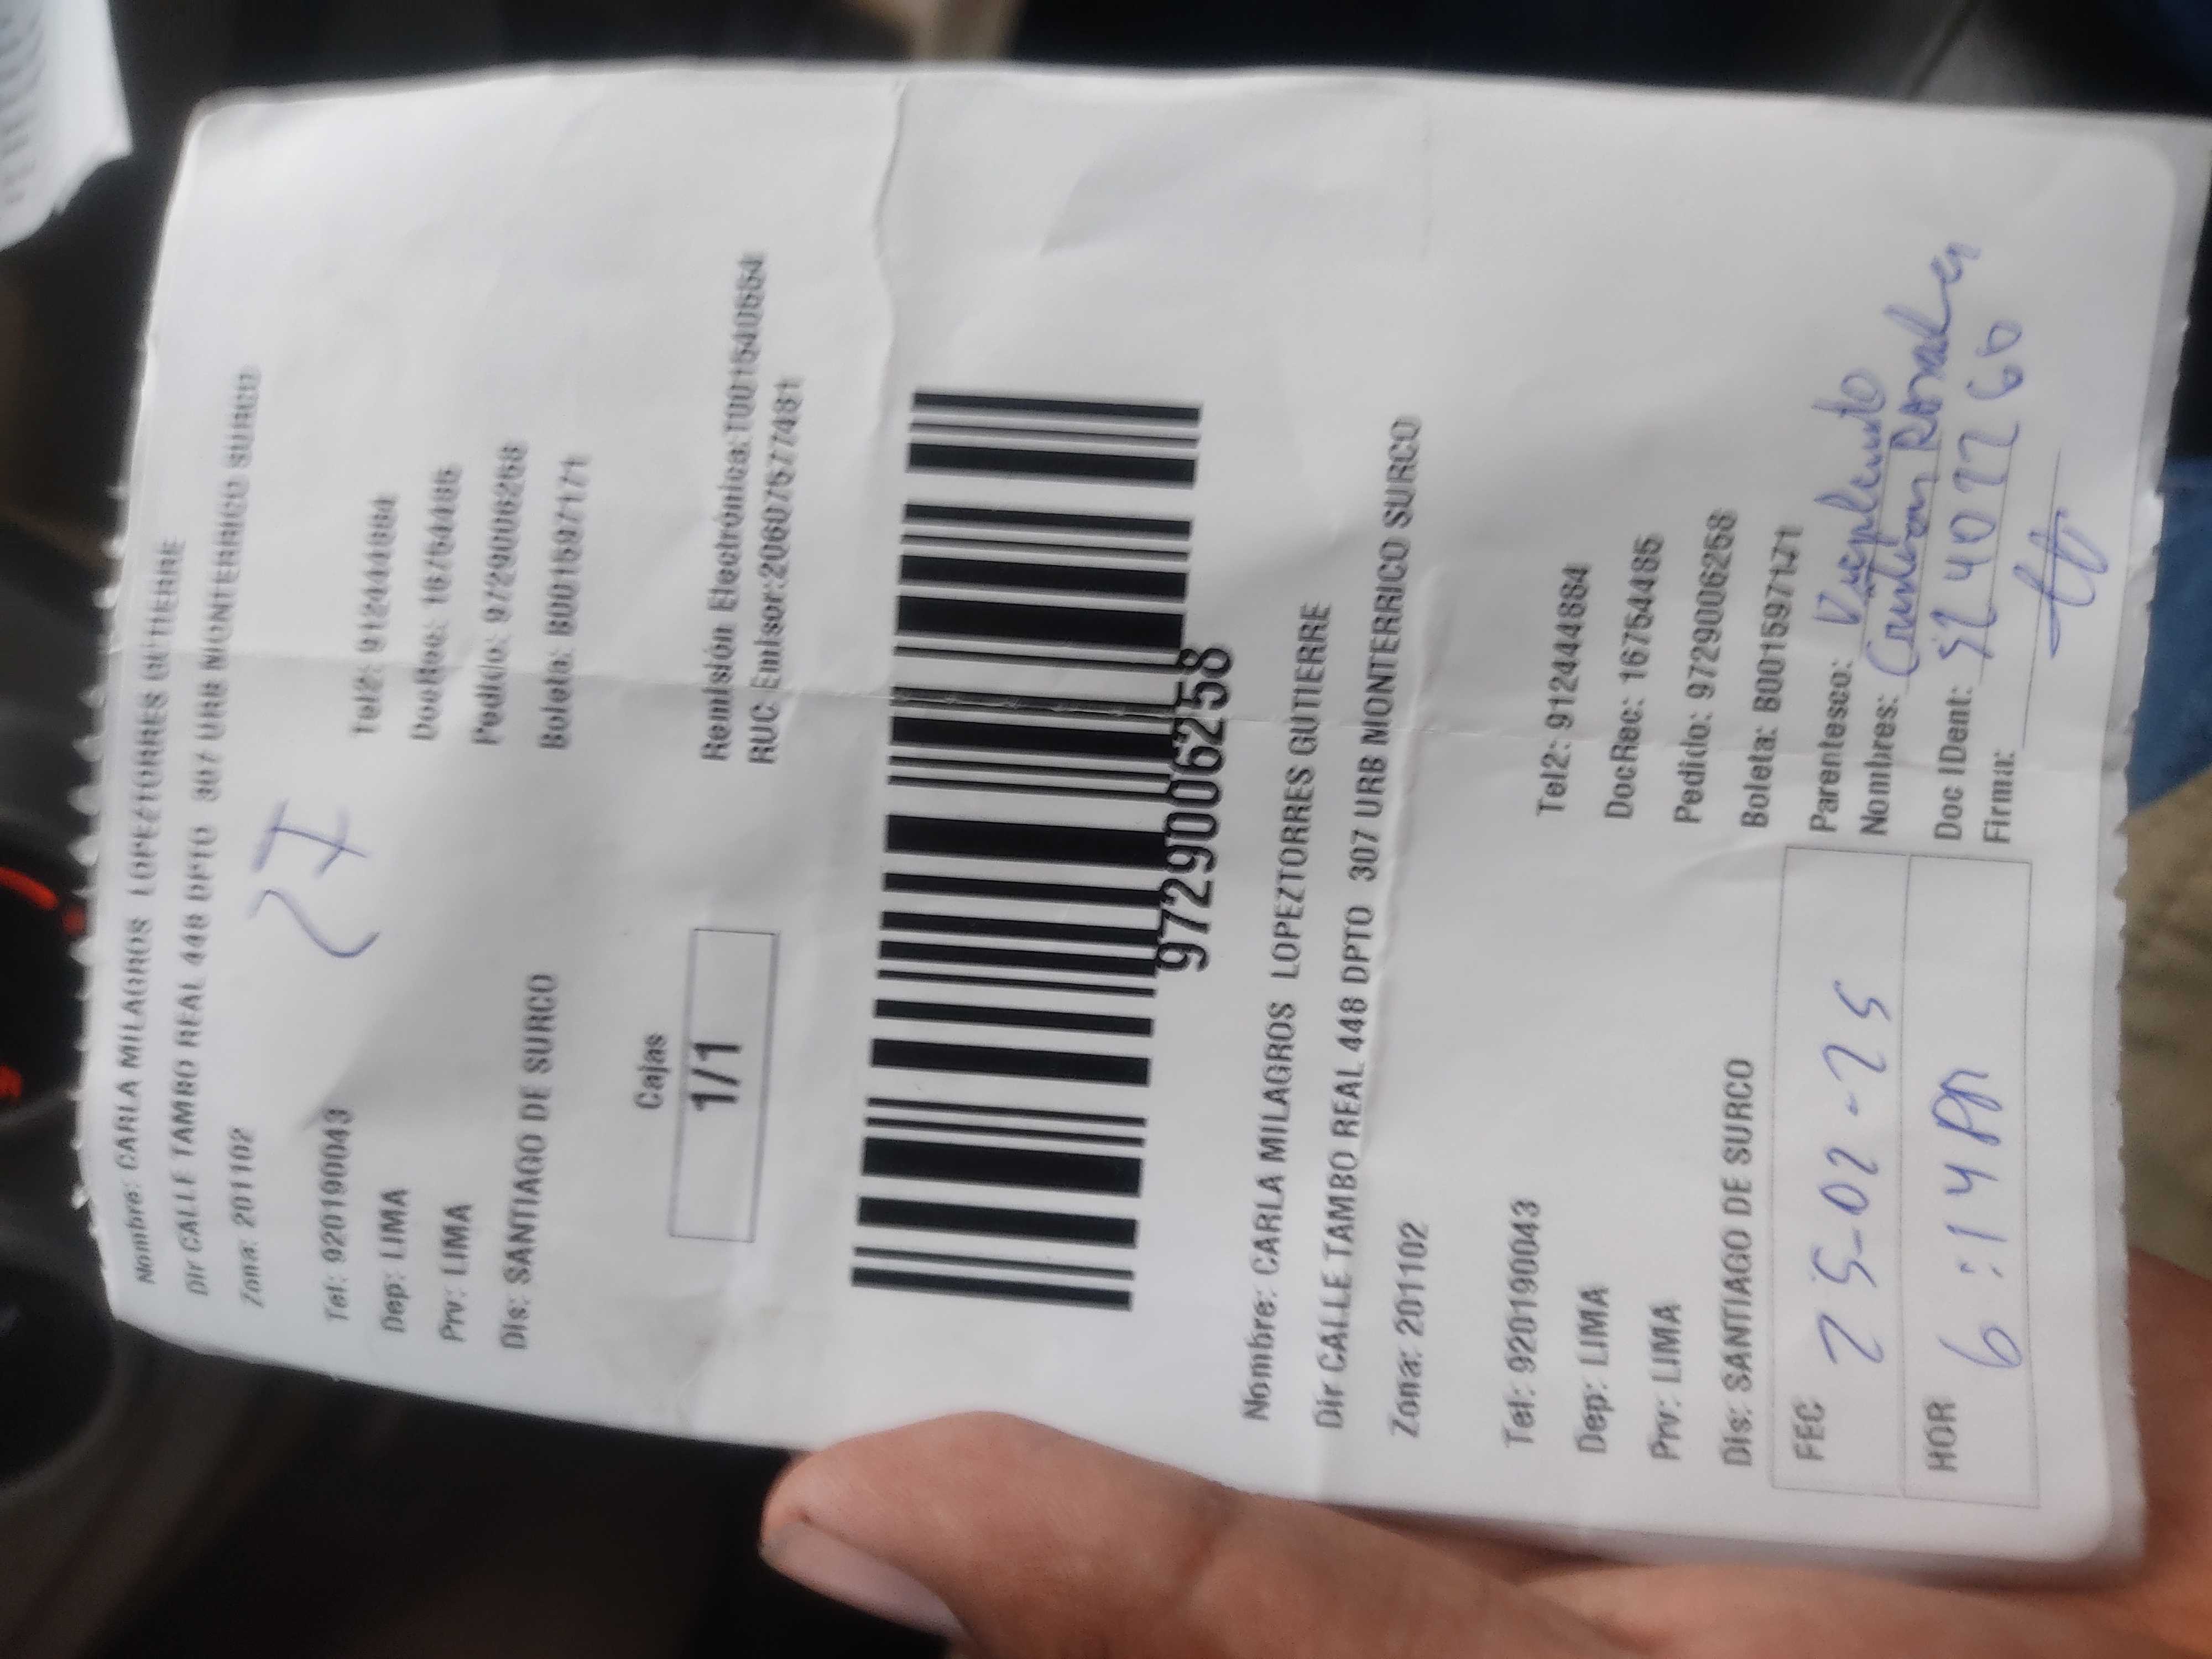 Nombre: CARLA MILAGROS LOPEZTORRES GUTIERRE
Dir CALLE TAMBO REAL 448 DPTO 307 URB MONTERRICO SURCO
Zona: 201102
27
Tel: 920190043 Tel2: 912444884
Dep: LIMA DocRec: 16754485
Prv: LIMA Pedido: 9729006258
Dis: SANTIAGO DE SURCO Boleta: B001597171
Cajas
1/1
Remisión Electrónica:T001540664
RUC Emisor:20607577481
9729006258
Nombre: CARLA MILAGROS LOPEZTORRES GUTIERRE
Dir CALLE TAMBO REAL 448 DPTO 307 URB MONTERRICO SURCO
Zona: 201102
Tel: 920190043 Tel2: 912444884
Dep: LIMA DocRec: 16754485
Prv: LIMA Pedido: 9729006258
Dis: SANTIAGO DE SURCO Boleta: B001597171
FEC 25-02-25
HOR 6:14 Pm
Parentesco:
Nombres:
Doc IDent:
Firma: